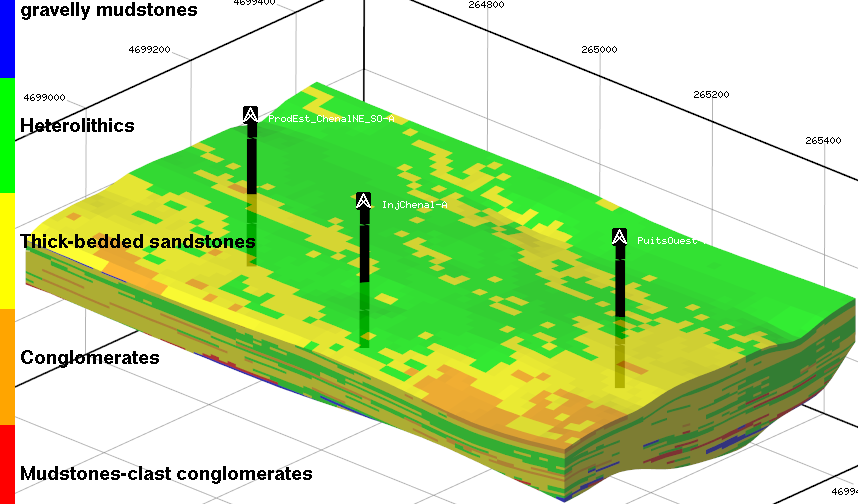 gravelly mudstones
4699400
264800
4699200
265000
4699000
265200
ProdEst_ChenalNE_SO-A
Heterolithics
265400
InjChenal-A
PuitsOuest
Thick-bedded sandstones
Conglomerates
Mudstones-clast conglomerates